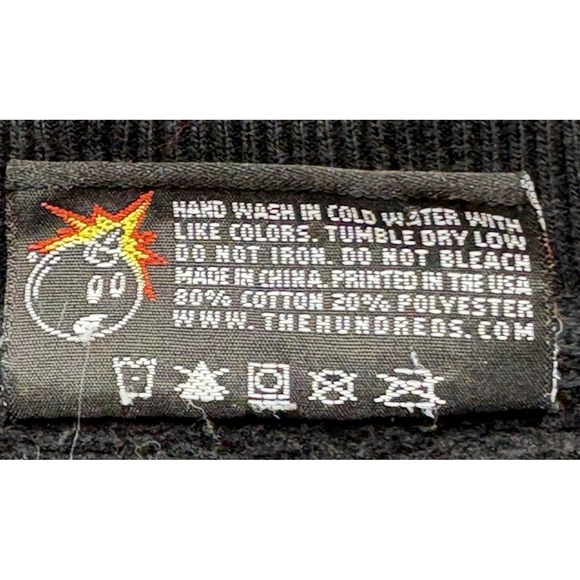 HAND WASH IN COLD WATER WITH
LIKE COLORS. TUMBLE DRY LOW
DO NOT IRON. DO NOT BLEACH
MADE IN CHINA. PRINTED IN THE USA
80% COTTON 20% POLYESTER
WWW.THEHUNDREDS.COM